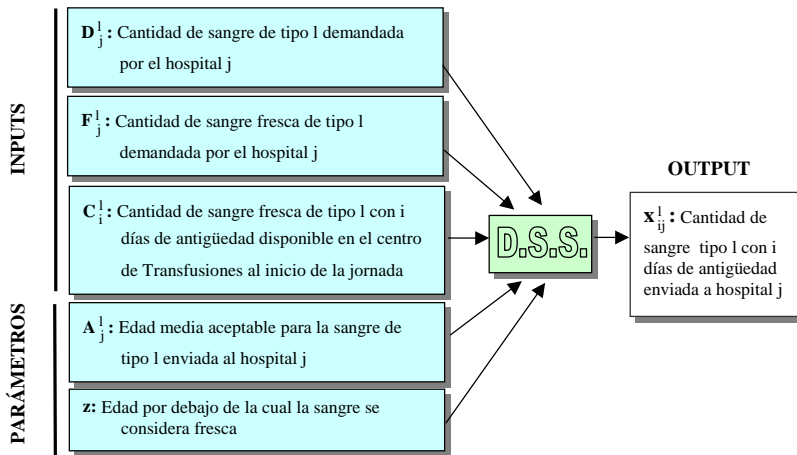 INPUTS
D l j : Cantidad de sangre de tipo l demandada
por el hospital j
F l j : Cantidad de sangre fresca de tipo l
demandada por el hospital j
C l i : Cantidad de sangre fresca de tipo l con i
días de antigüedad disponible en el centro
de Transfusiones al inicio de la jornada
PARÁMETROS
A l j : Edad media aceptable para la sangre de
tipo l enviada al hospital j
z: Edad por debajo de la cual la sangre se
considera fresca
D.S.S.
OUTPUT
x l ij : Cantidad de
sangre tipo l con i
días de antigüedad
enviada a hospital j